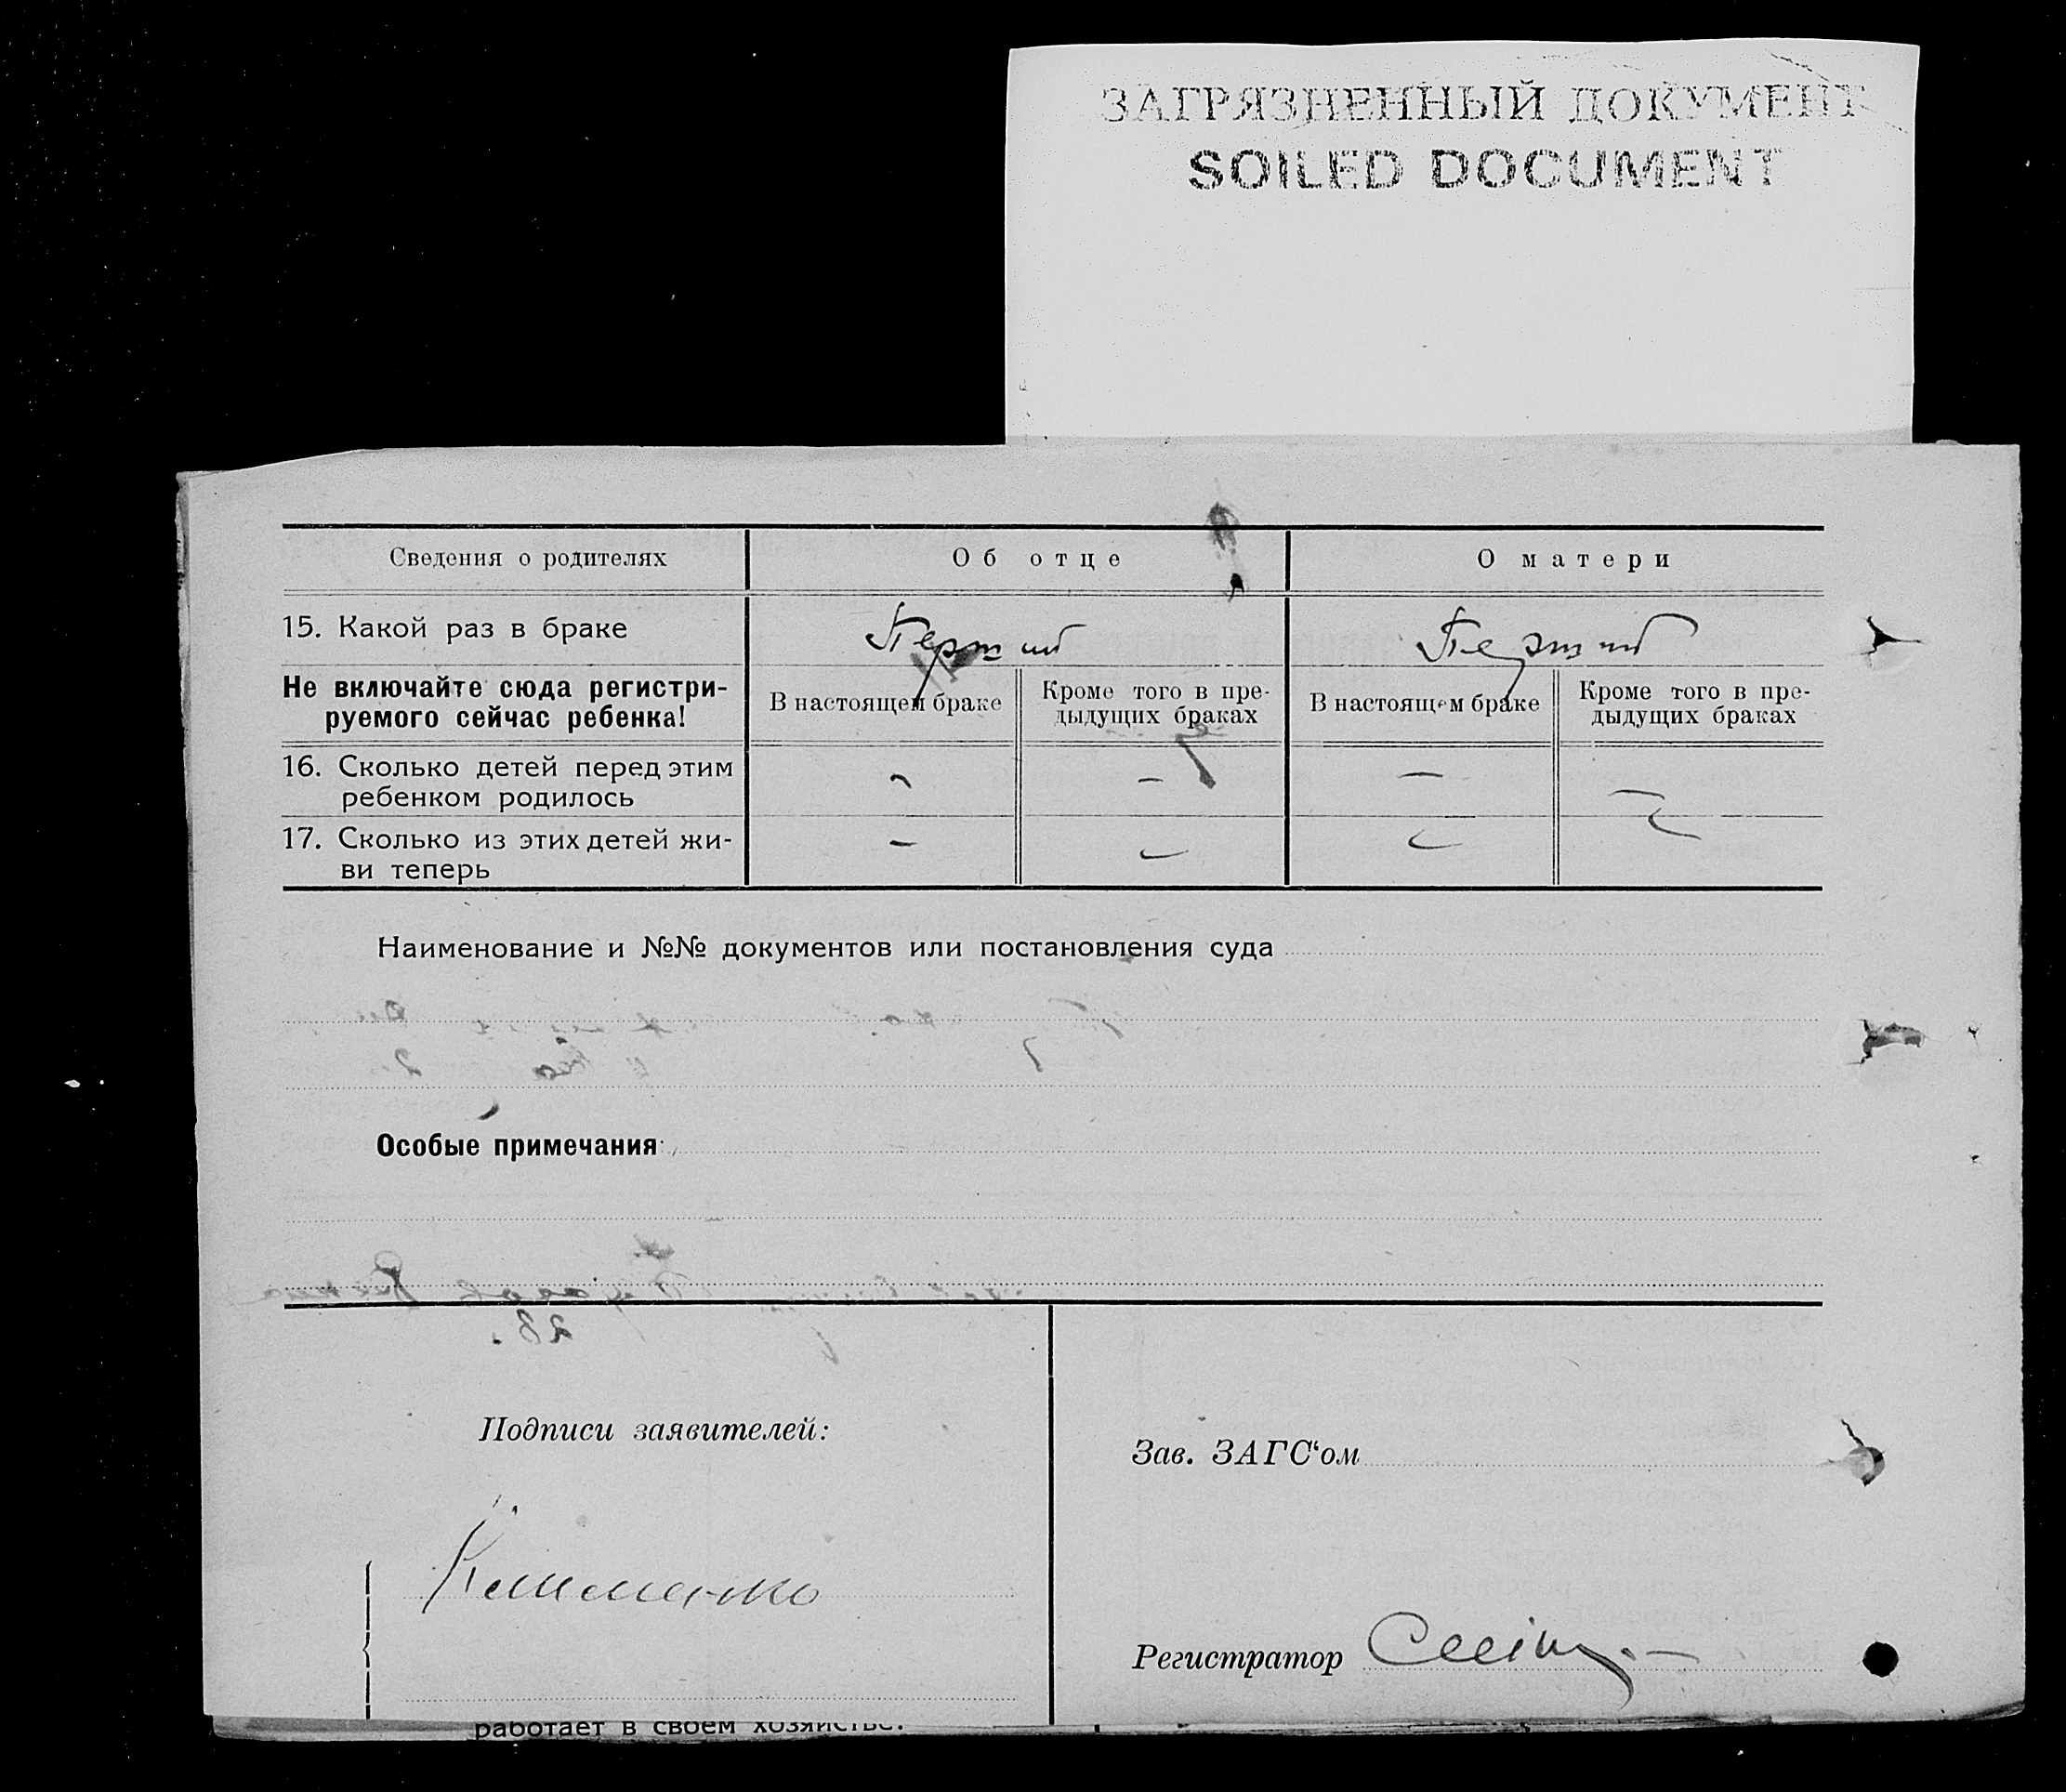 ЗАГРЯЗНЕННЫЙ ДОКУМЕНТ
SOILED DOCUMENT
Сведения о родителях
Об отце
О матери
15. Какой раз в браке
Первый
Первый
Не включайте сюда регистри-
руемого сейчас ребенка!
В настоящем браке
Кроме того в пре-
дыдущих браках
В настоящем браке
Кроме того в пре-
дыдущих браках
16. Сколько детей перед этим
ребенком родилось
—
—
—
—
17. Сколько из этих детей жи-
ви теперь
—
—
—
—
Наименование и №№ документов или постановления суда
Особые примечания
Подписи заявителей:
Зав. ЗАГС‘ом
Регистратор
работает в своем хозяйстве.